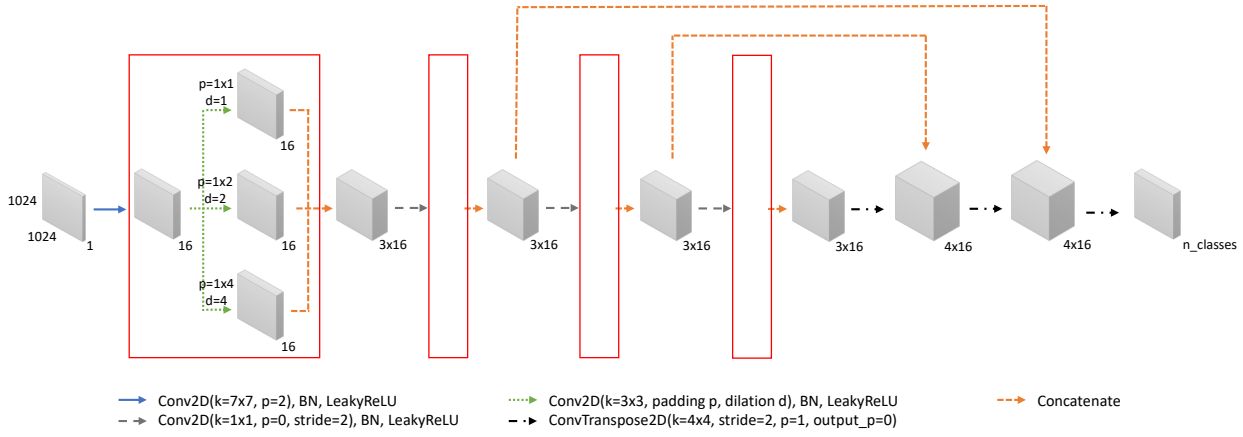 p=1x1
d=1
16
p=1x2
d=2
16
p=1x4
d=4
16
1024
1024
1
16
3x16
3x16
3x16
3x16
4x16
4x16
n_classes
Conv2D(k=7x7, p=2), BN, LeakyReLU
Conv2D(k=3x3, padding p, dilation d), BN, LeakyReLU
Concatenate
Conv2D(k=1x1, p=0, stride=2), BN, LeakyReLU
ConvTranspose2D(k=4x4, stride=2, p=1, output_p=0)